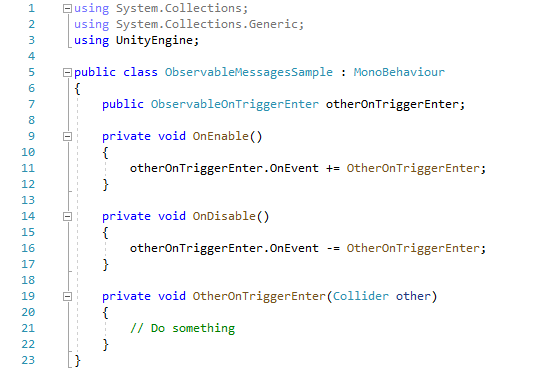 1 using System.Collections;
2 using System.Collections.Generic;
3 using UnityEngine;
4
5 public class ObservableMessagesSample : MonoBehaviour
6 {
7     public ObservableOnTriggerEnter otherOnTriggerEnter;
8
9     private void OnEnable()
10     {
11         otherOnTriggerEnter.OnEvent += OtherOnTriggerEnter;
12     }
13
14     private void OnDisable()
15     {
16         otherOnTriggerEnter.OnEvent -= OtherOnTriggerEnter;
17     }
18
19     private void OtherOnTriggerEnter(Collider other)
20     {
21         // Do something
22     }
23 }